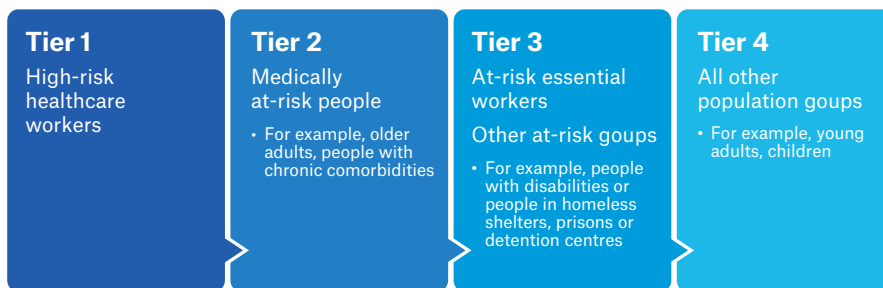 Tier 1
High-risk
healthcare
workers
Tier 2
Medically
at-risk people
• For example, older
adults, people with
chronic comorbidities
Tier 3
At-risk essential
workers
Other at-risk goups
• For example, people
with disabilities or
people in homeless
shelters, prisons or
detention centres
Tier 4
All other
population goups
• For example, young
adults, children